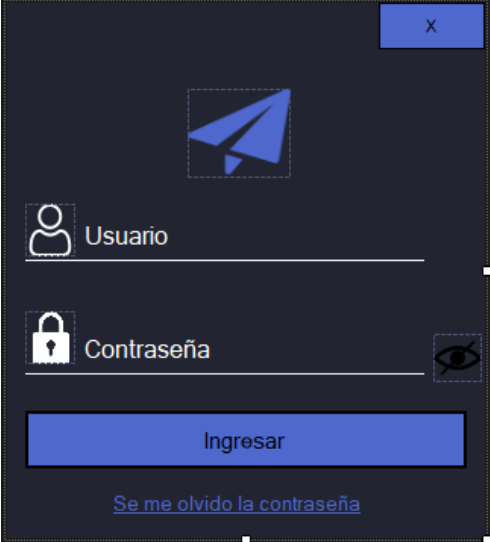 X
Usuario
Contraseña
Ingresar
Se me olvido la contraseña